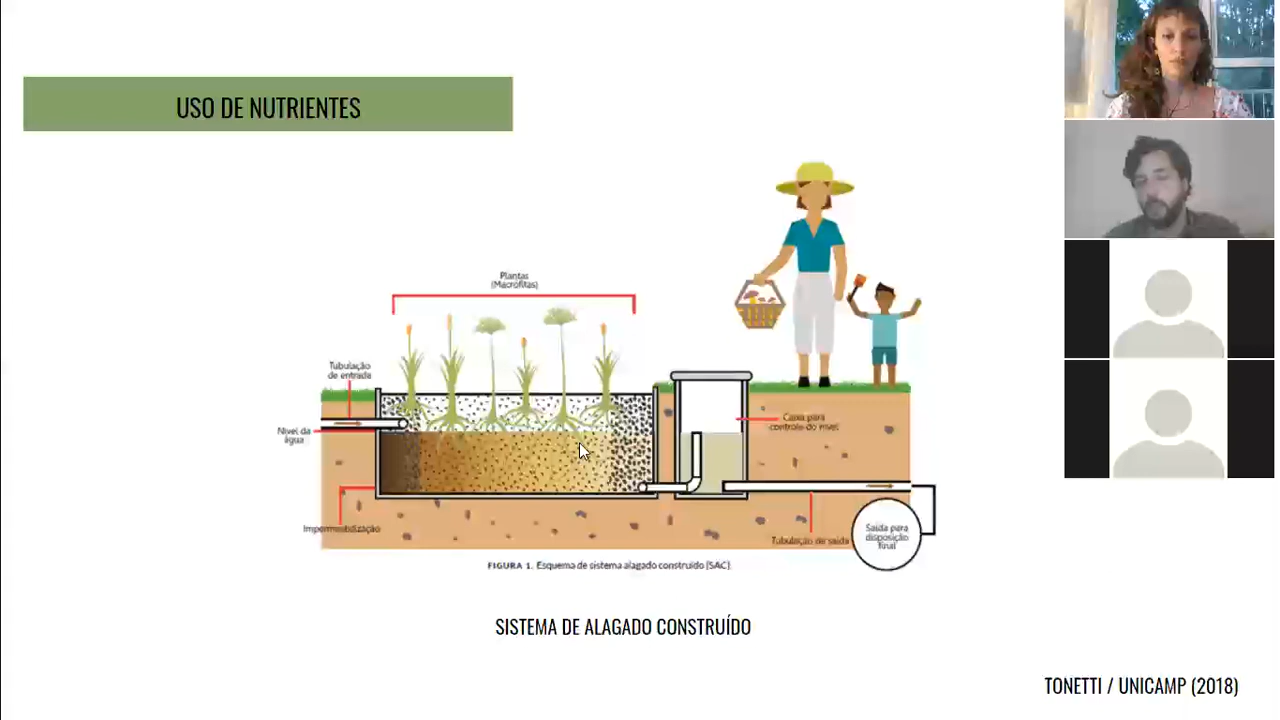 USO DE NUTRIENTES
Plantas
(Macrófitas)
Tubulação
de entrada
Nível da
água
Caixa para
controle do nível
Impermeabilização
Tubulação de saída
Saída para
disposição
final
FIGURA 1. Esquema de sistema alagado construído (SAC)
SISTEMA DE ALAGADO CONSTRUÍDO
TONETTI / UNICAMP (2018)